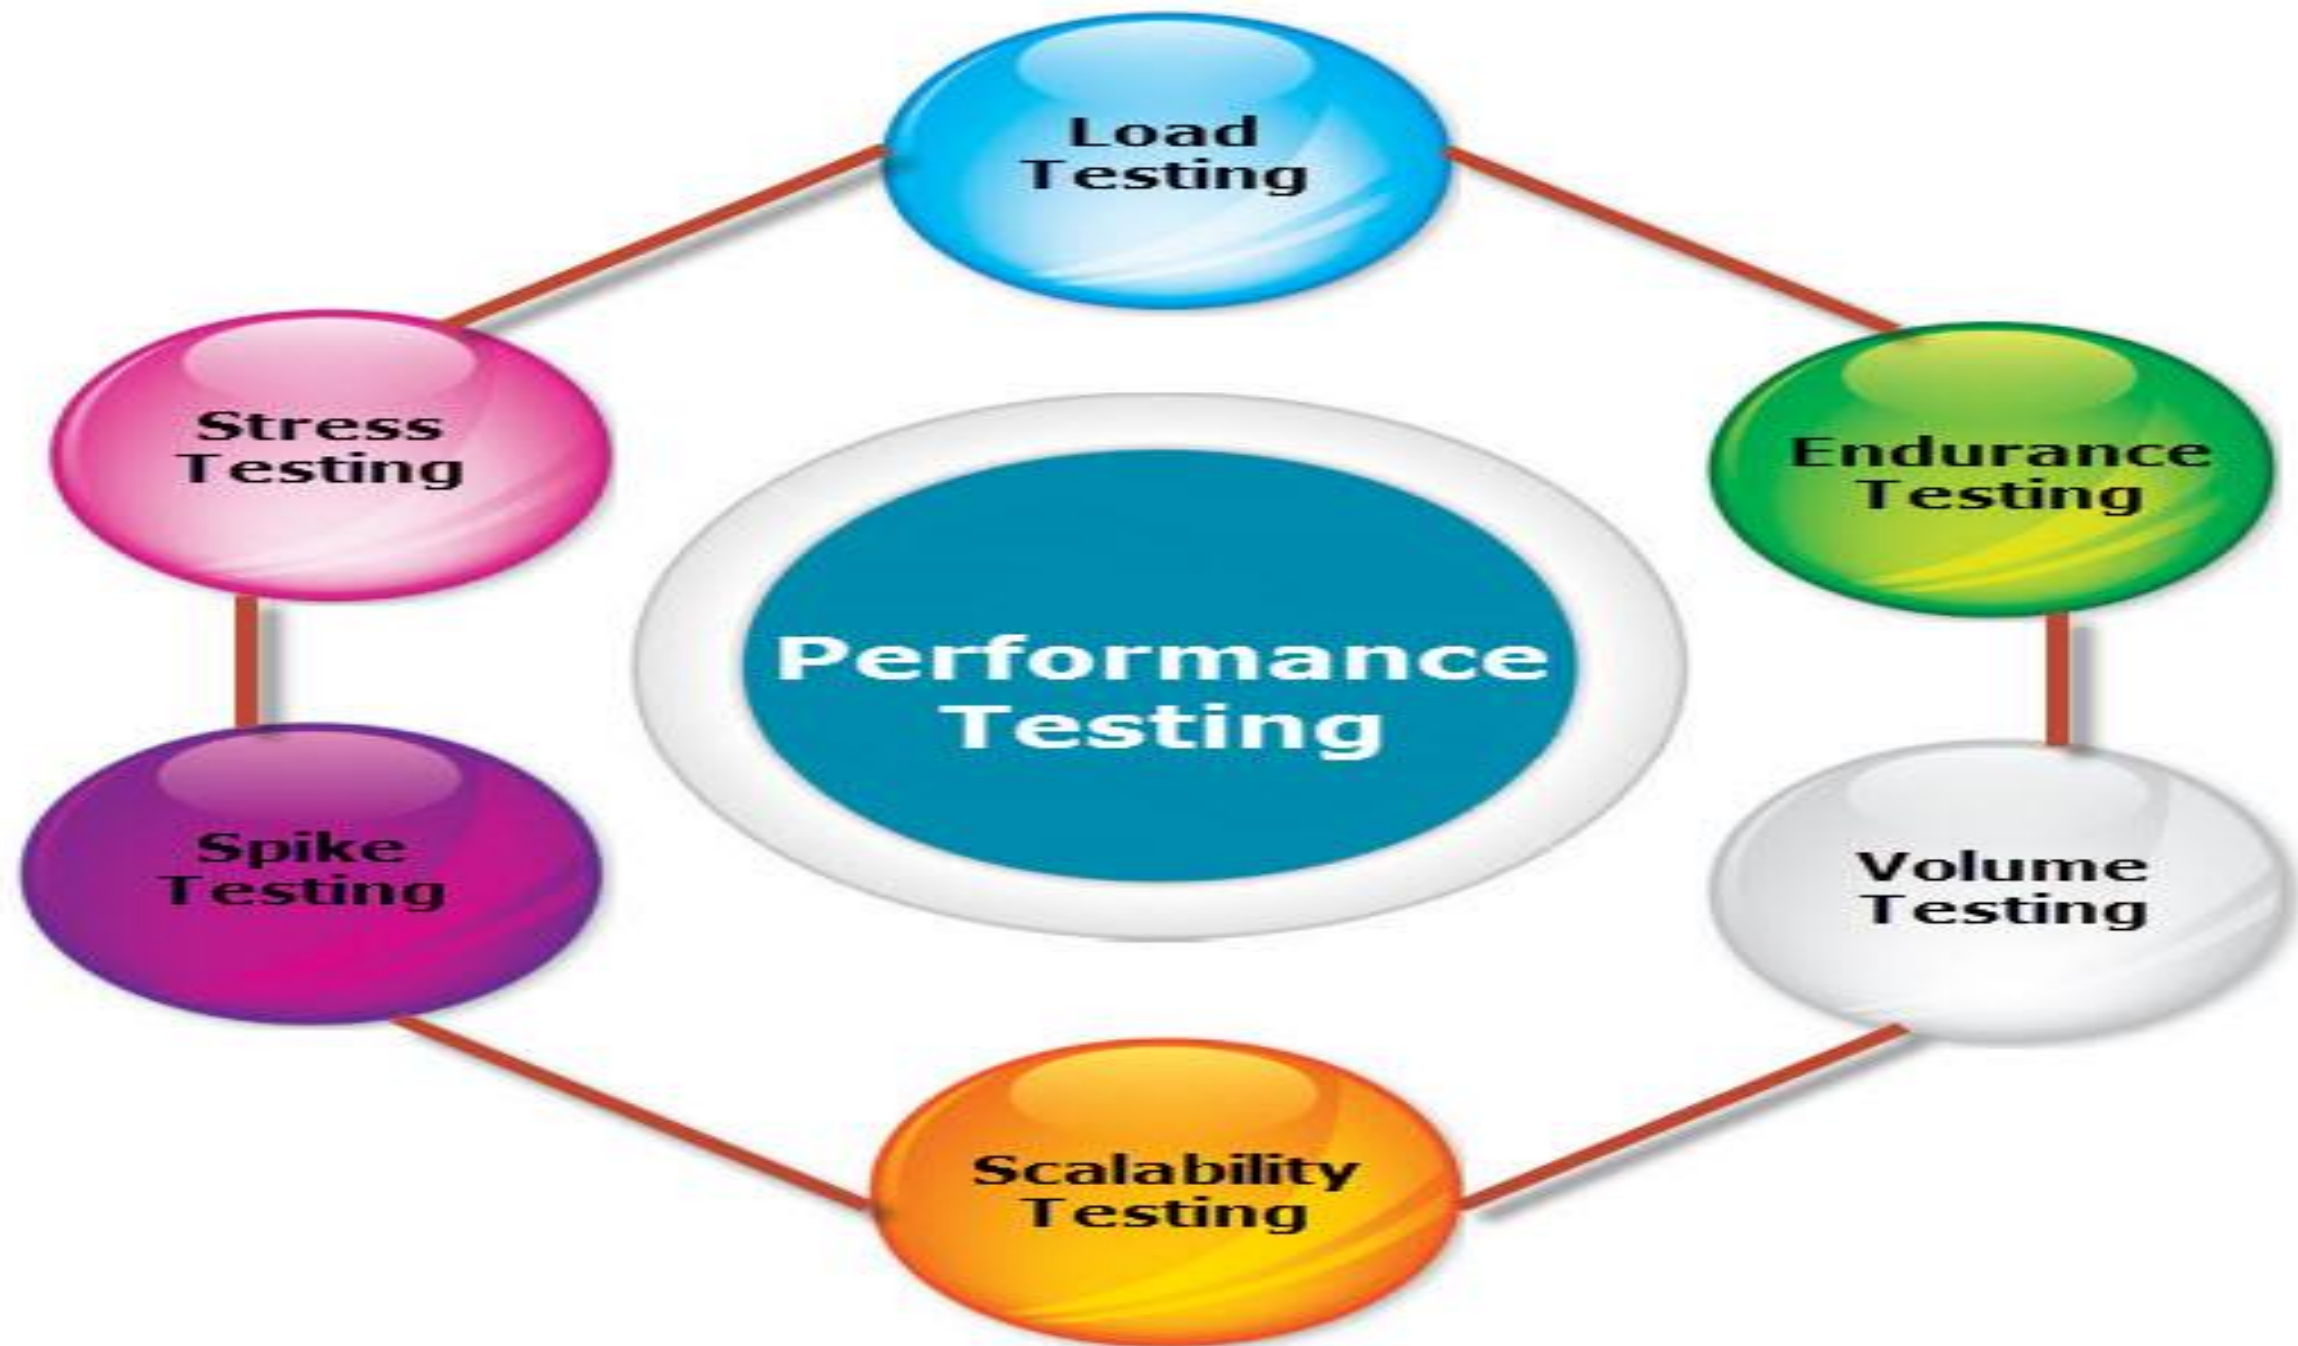 Load
Testing
Stress
Testing
Endurance
Testing
Performance
Testing
Spike
Testing
Volume
Testing
Scalability
Testing